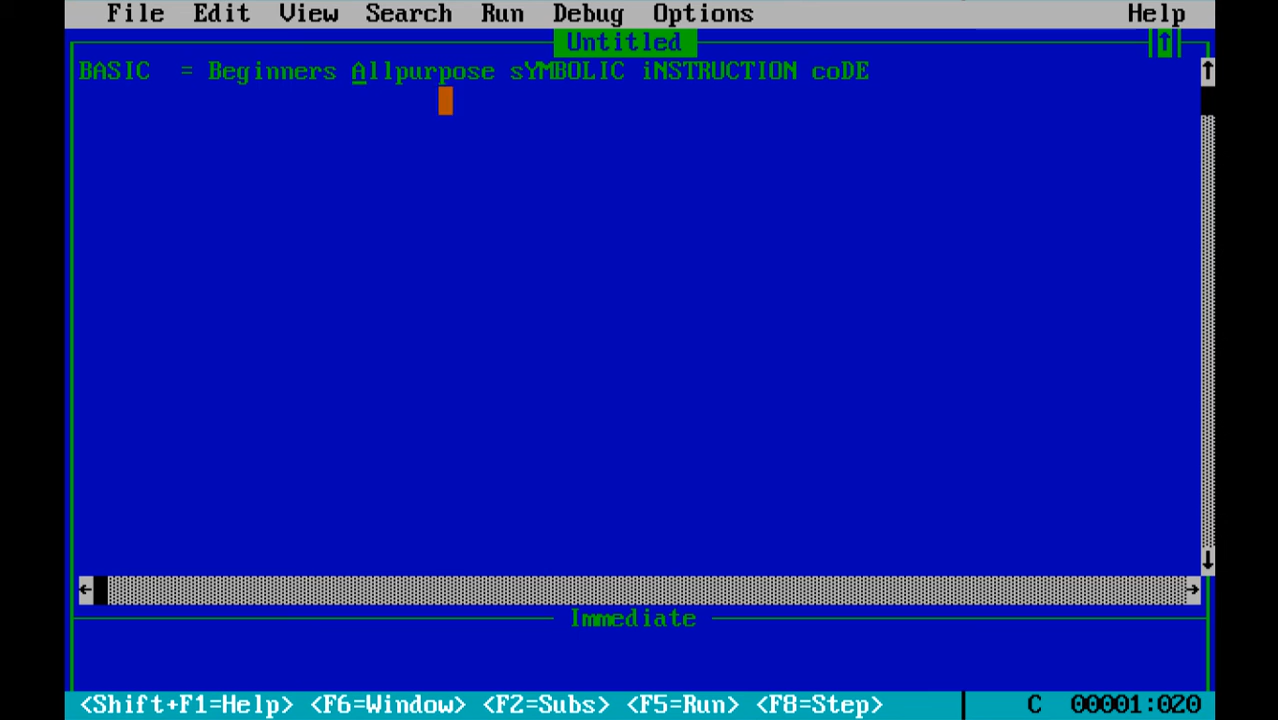 File Edit View Search Run Debug Options Help
Untitled ↑
BASIC = Beginners Allpurpose sYMBOLIC iNSTRUCTION coDE
Immediate
<Shift+F1=Help> <F6=Window> <F2=Subs> <F5=Run> <F8=Step> C 00001:020